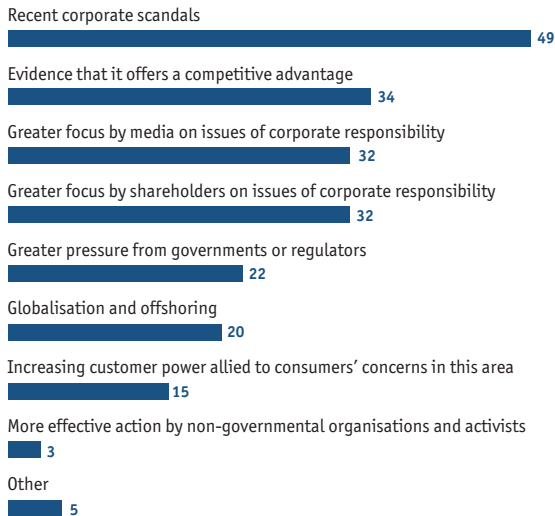 Recent corporate scandals
49
Evidence that it offers a competitive advantage
34
Greater focus by media on issues of corporate responsibility
32
Greater focus by shareholders on issues of corporate responsibility
32
Greater pressure from governments or regulators
22
Globalisation and offshoring
20
Increasing customer power allied to consumers’ concerns in this area
15
More effective action by non-governmental organisations and activists
3
Other
5